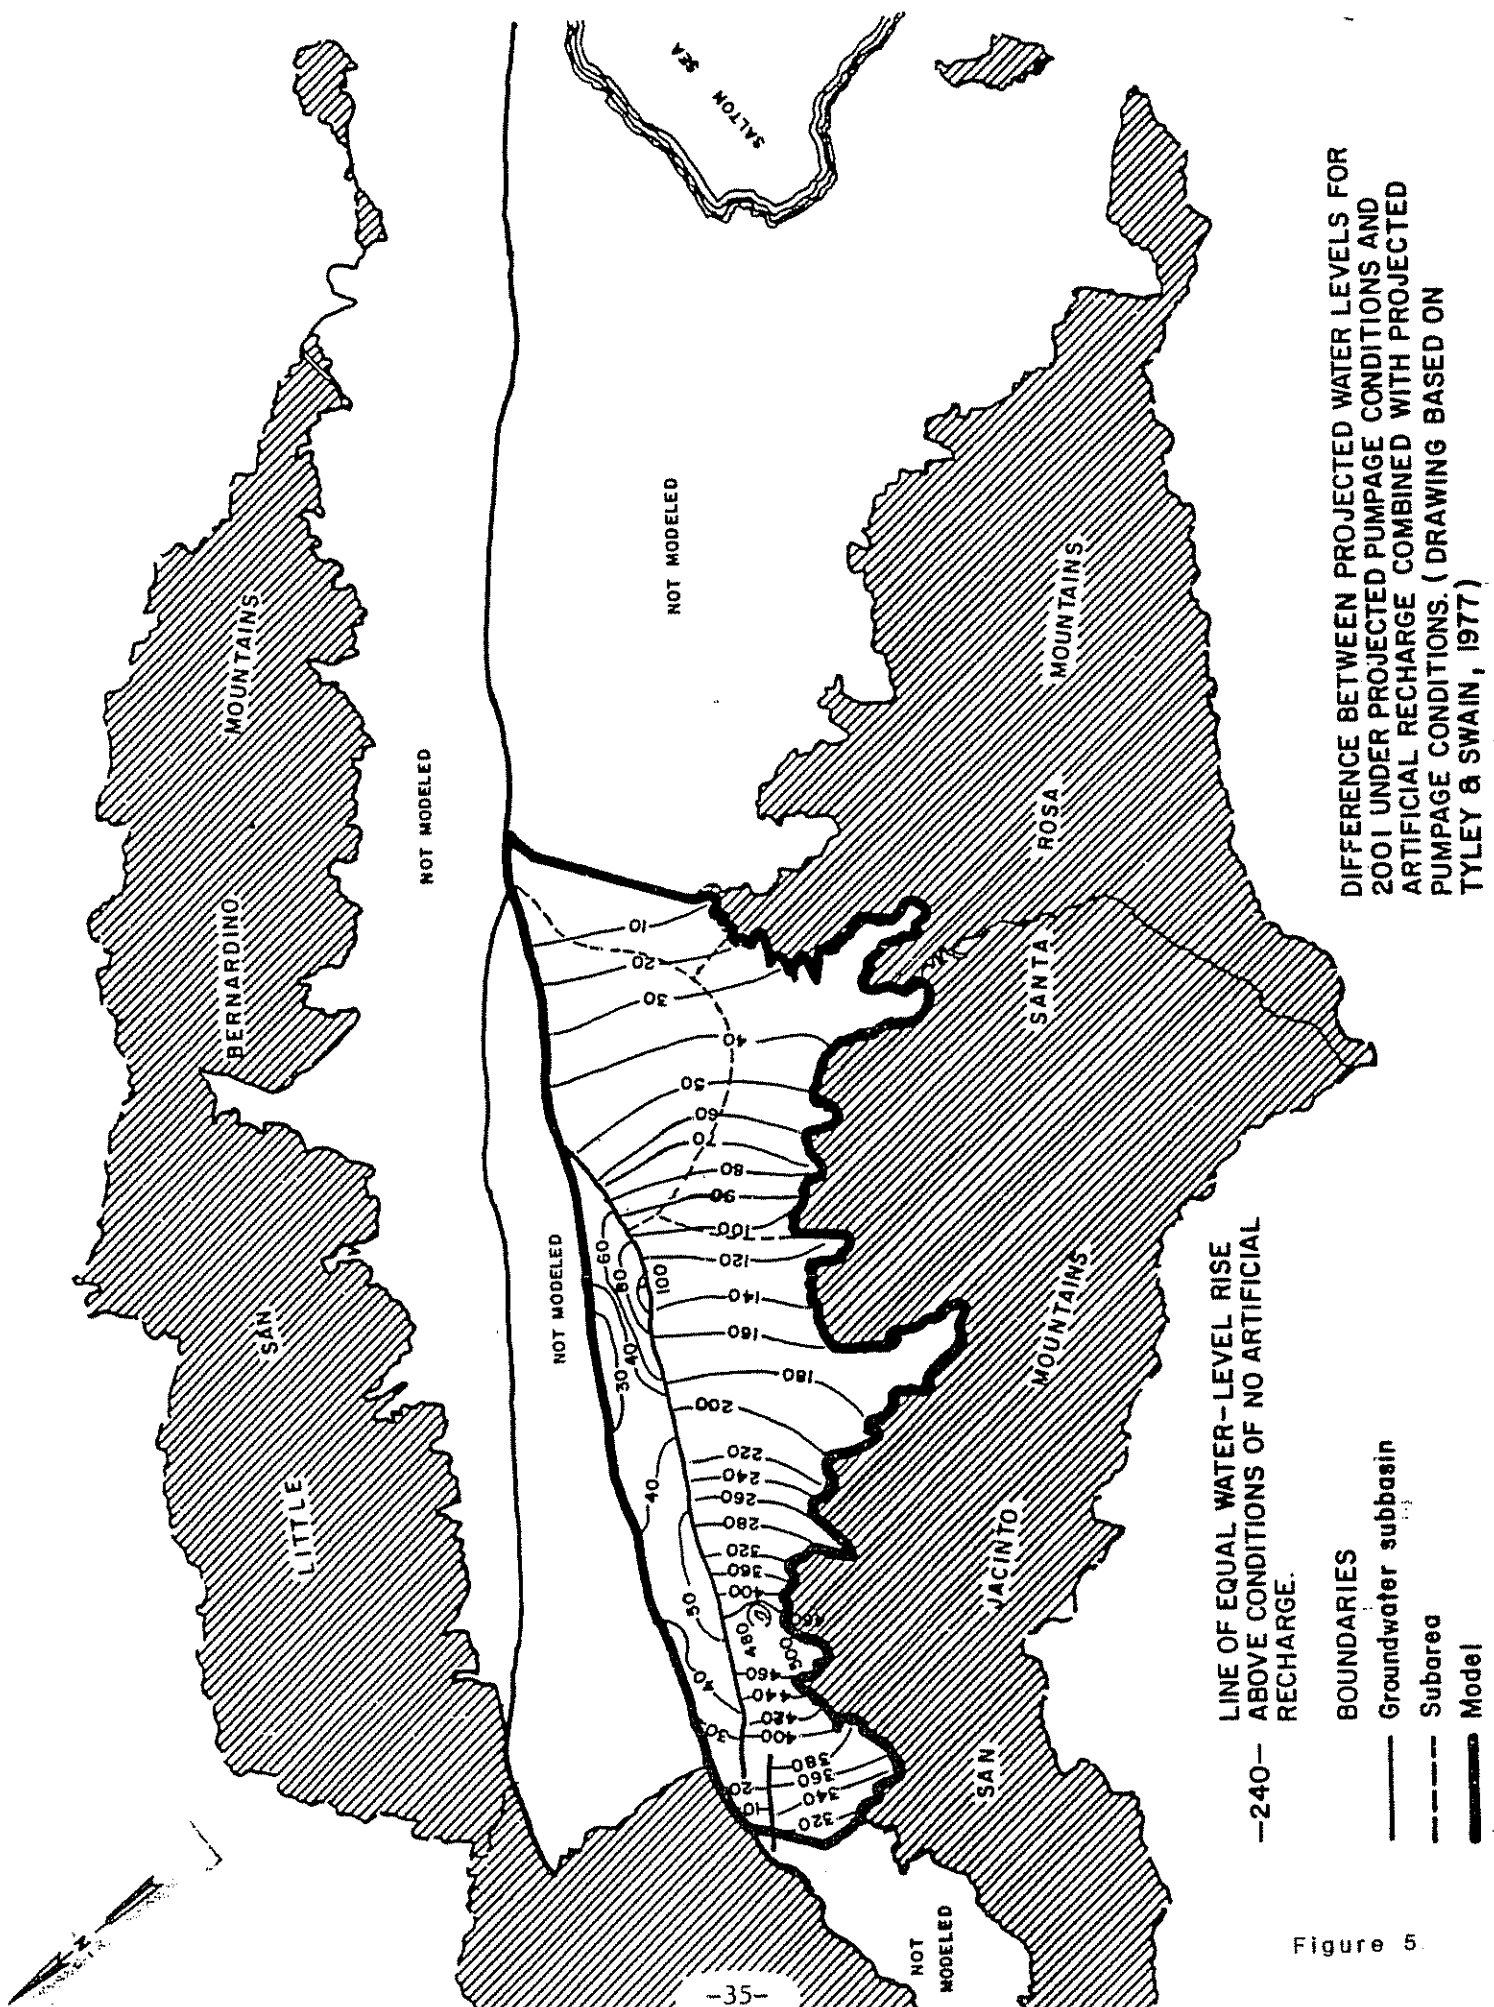 SALTON
SEA
MOUNTAINS
BERNARDINO
SAN
LITTLE
NOT MODELED
NOT MODELED
NOT MODELED
NOT
MODELED
MOUNTAINS
ROSA
SANTA
MOUNTAINS
JACINTO
SAN
10
20
30
40
50
60
70
80
90
100
120
140
160
180
200
220
240
260
280
320
360
400
480
460
500
460
440
420
400
380
360
340
320
60
80
100
40
30
40
50
40
30
20
10
N
-240- LINE OF EQUAL WATER-LEVEL RISE
ABOVE CONDITIONS OF NO ARTIFICIAL
RECHARGE.
BOUNDARIES
Groundwater subbasin
Subarea
Model
DIFFERENCE BETWEEN PROJECTED WATER LEVELS FOR
2001 UNDER PROJECTED PUMPAGE CONDITIONS AND
ARTIFICIAL RECHARGE COMBINED WITH PROJECTED
PUMPAGE CONDITIONS. (DRAWING BASED ON
TYLEY & SWAIN, 1977)
Figure 5.
-35-